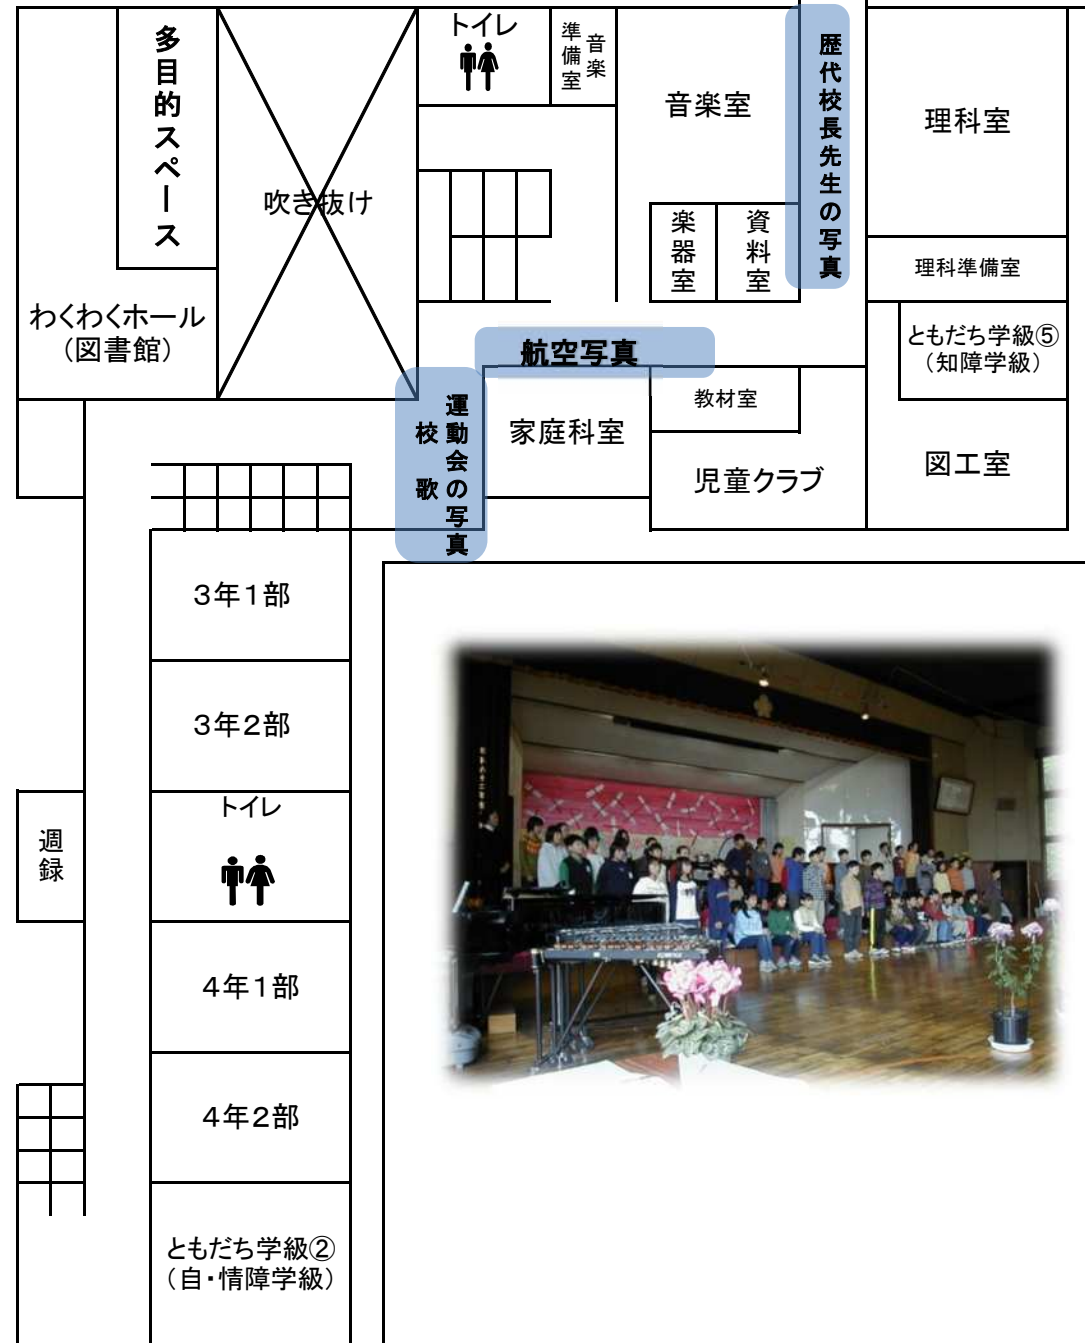 多目的スペース
吹き抜け
トイレ
音楽
準備室
音楽室
歴代校長先生の写真
理科室
楽器室
資料室
理科準備室
わくわくホール
（図書館）
航空写真
ともだち学級⑤
（知障学級）
運動会の写真
校歌
家庭科室
教材室
児童クラブ
図工室
３年１部
３年２部
トイレ
週録
４年１部
４年２部
ともだち学級②
（自・情障学級）